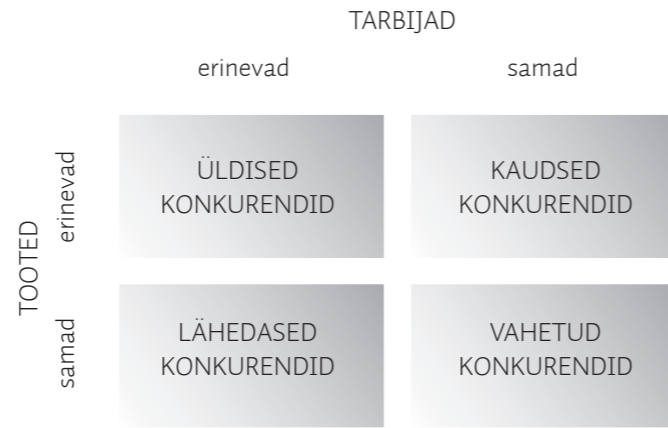 TARBIJAD
erinevad samad
TOOTED
erinevad
ÜLDISED
KONKURENDID
KAUDSED
KONKURENDID
samad
LÄHEDASED
KONKURENDID
VAHETUD
KONKURENDID